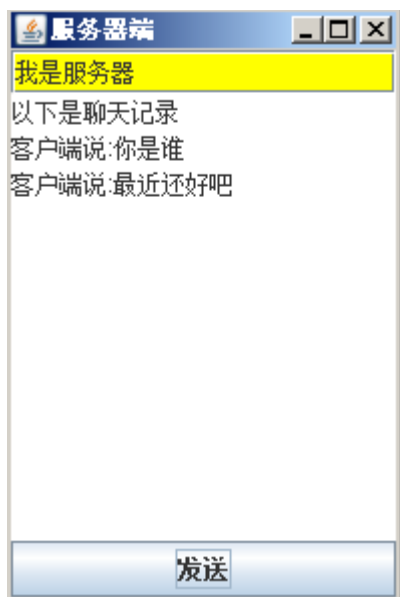 服务器端
我是服务器
以下是聊天记录
客户端说:你是谁
客户端说:最近还好吧
发送